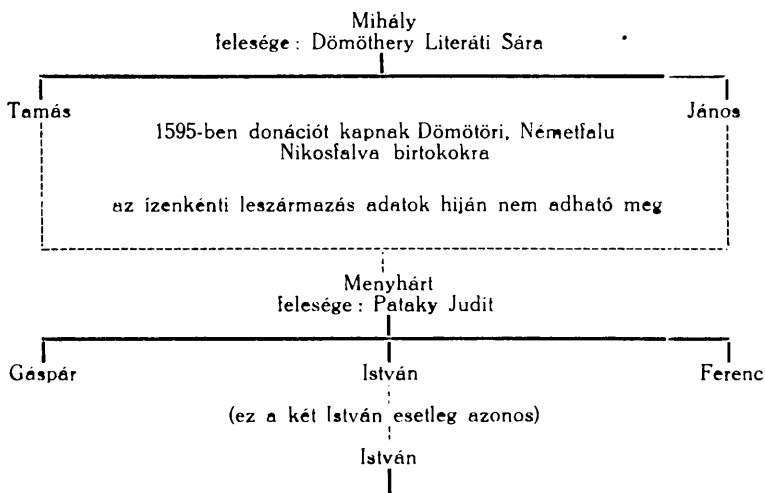 Mihály
felesége : Dömöthery Literáti Sára
Tamás János
1595-ben donációt kapnak Dömötöri, Németfalu
Nikosfalva birtokokra
az ízenkénti leszármazás adatok hiján nem adható meg
Menyhárt
felesége : Pataky Judit
Gáspár István Ferenc
(ez a két István esetleg azonos)
István